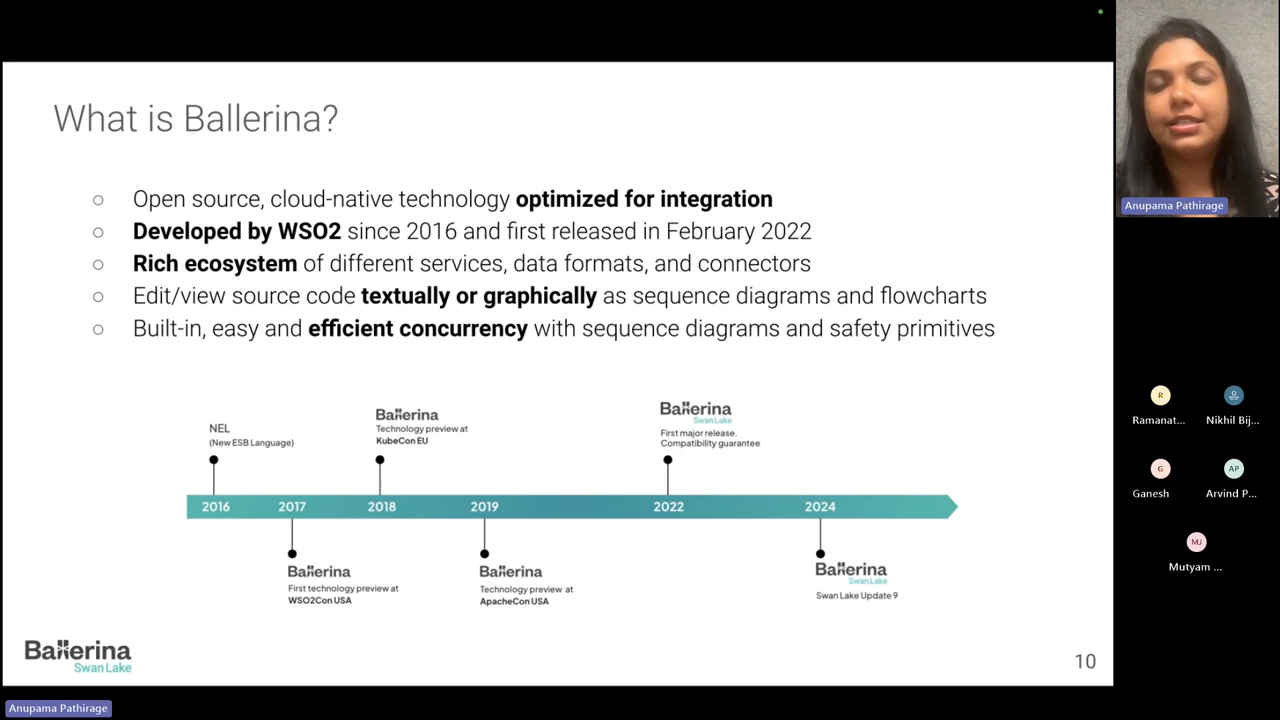 What is Ballerina?
○ Open source, cloud-native technology optimized for integration
○ Developed by WSO2 since 2016 and first released in February 2022
○ Rich ecosystem of different services, data formats, and connectors
○ Edit/view source code textually or graphically as sequence diagrams and flowcharts
○ Built-in, easy and efficient concurrency with sequence diagrams and safety primitives
NEL
(New ESB Language)
Ballerina
Technology preview at
KubeCon EU
Ballerina
Swan Lake
First major release.
Compatibility guarantee
2016 2017 2018 2019 2022 2024
Ballerina
First technology preview at
WSO2Con USA
Ballerina
Technology preview at
ApacheCon USA
Ballerina
Swan Lake
Swan Lake Update 9
Ballerina
Swan Lake
10
Anupama Pathirage
Anupama Pathirage
R
Ramanat...
Nikhil Bij...
G
Ganesh
AP
Arvind P...
MJ
Mutyam ...